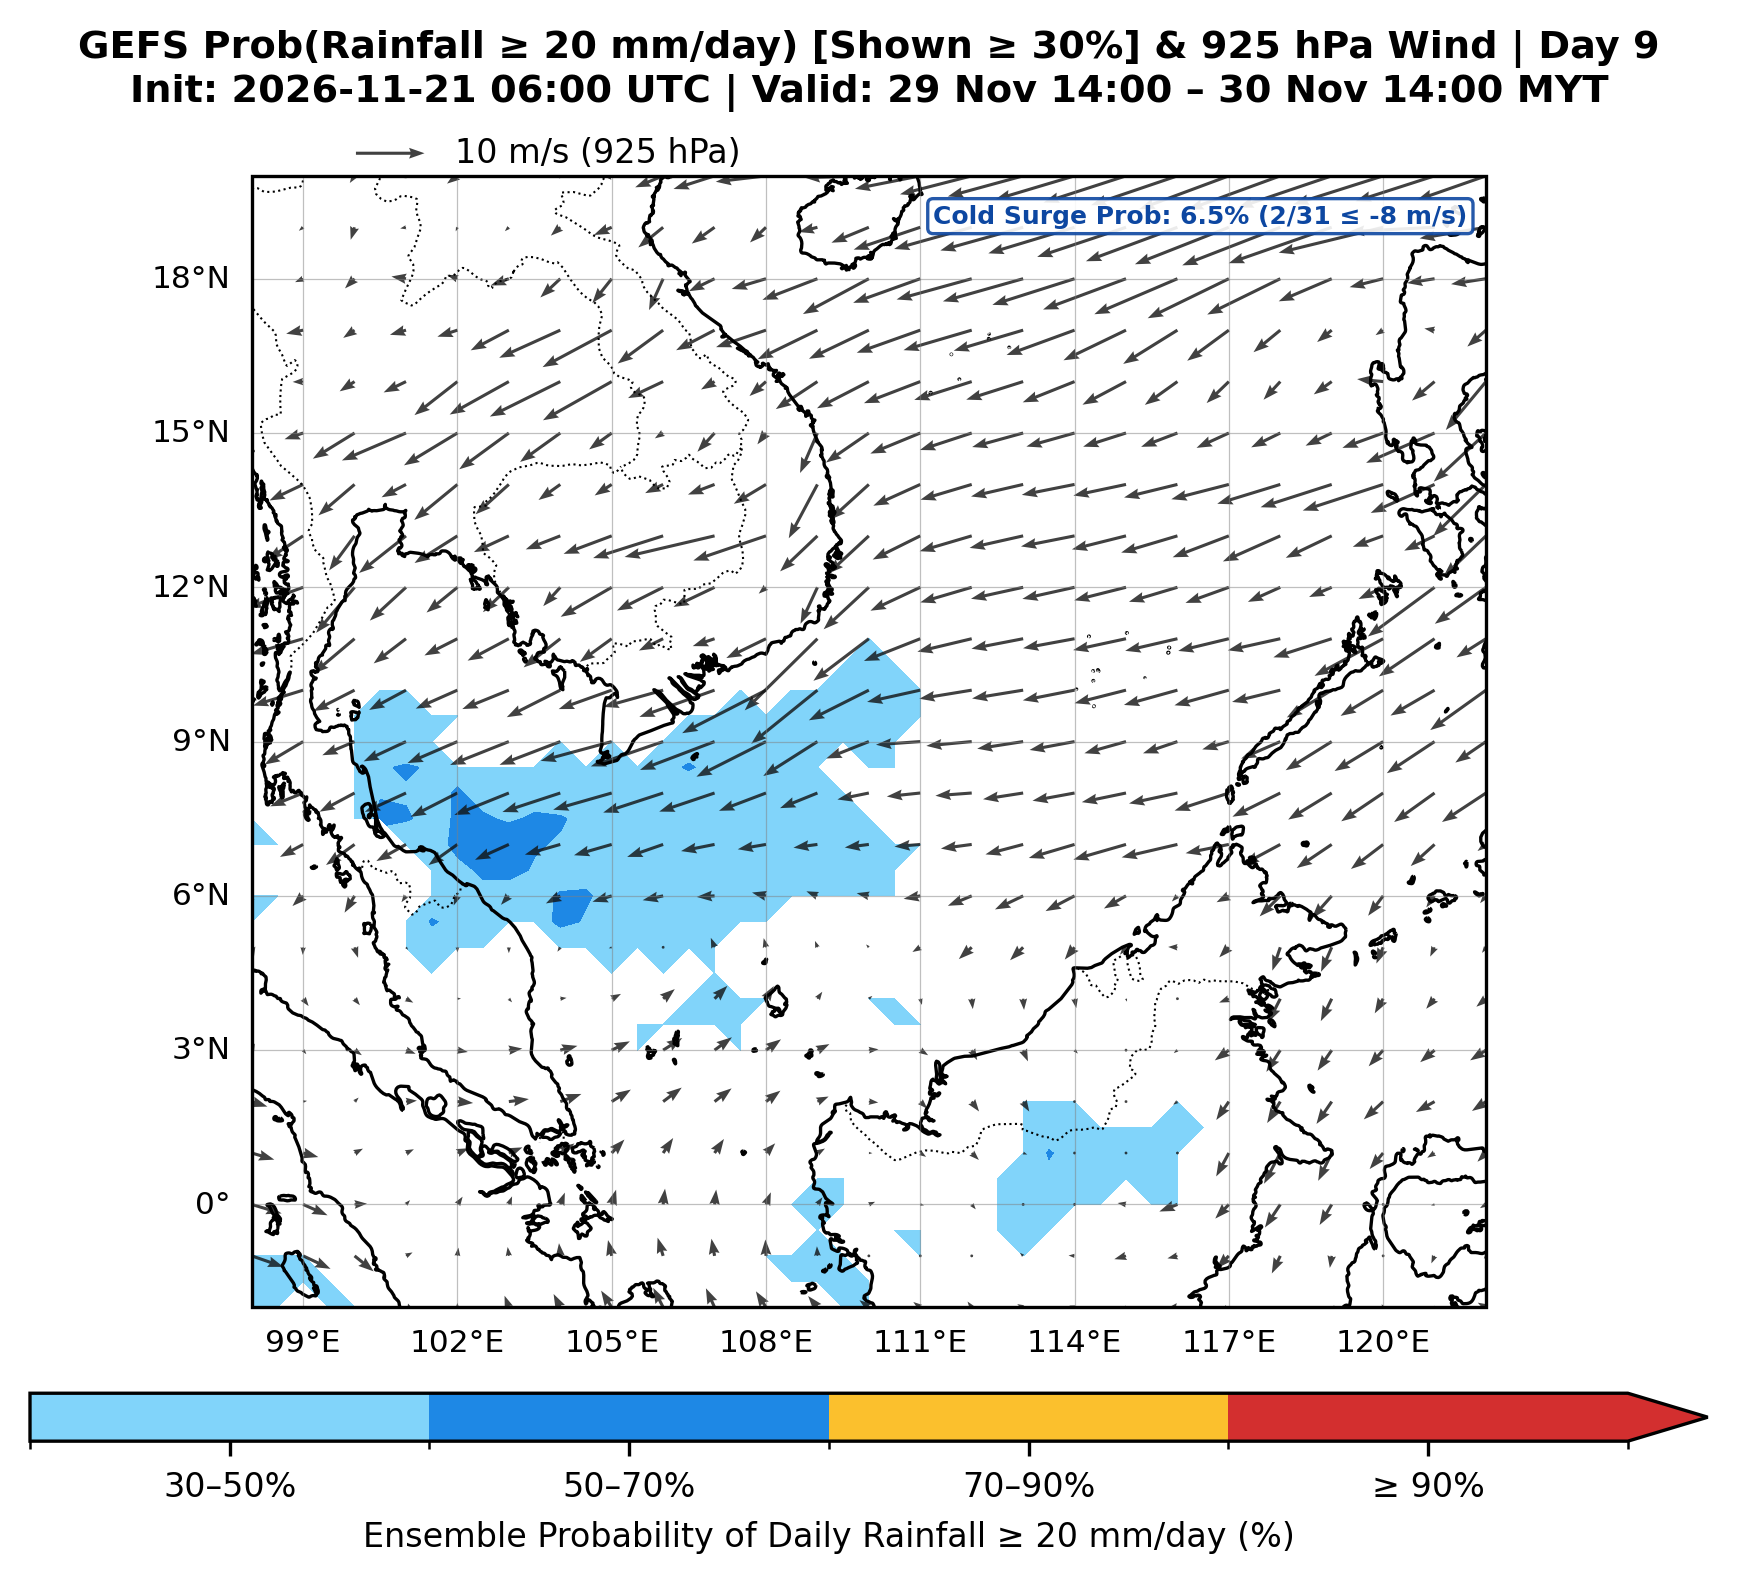 GEFS Prob(Rainfall ≥ 20 mm/day) [Shown ≥ 30%] & 925 hPa Wind | Day 9
Init: 2026-11-21 06:00 UTC | Valid: 29 Nov 14:00 – 30 Nov 14:00 MYT
10 m/s (925 hPa)
Cold Surge Prob: 6.5% (2/31 ≤ -8 m/s)
18°N
15°N
12°N
9°N
6°N
3°N
0°
99°E 102°E 105°E 108°E 111°E 114°E 117°E 120°E
30–50% 50–70% 70–90% ≥ 90%
Ensemble Probability of Daily Rainfall ≥ 20 mm/day (%)